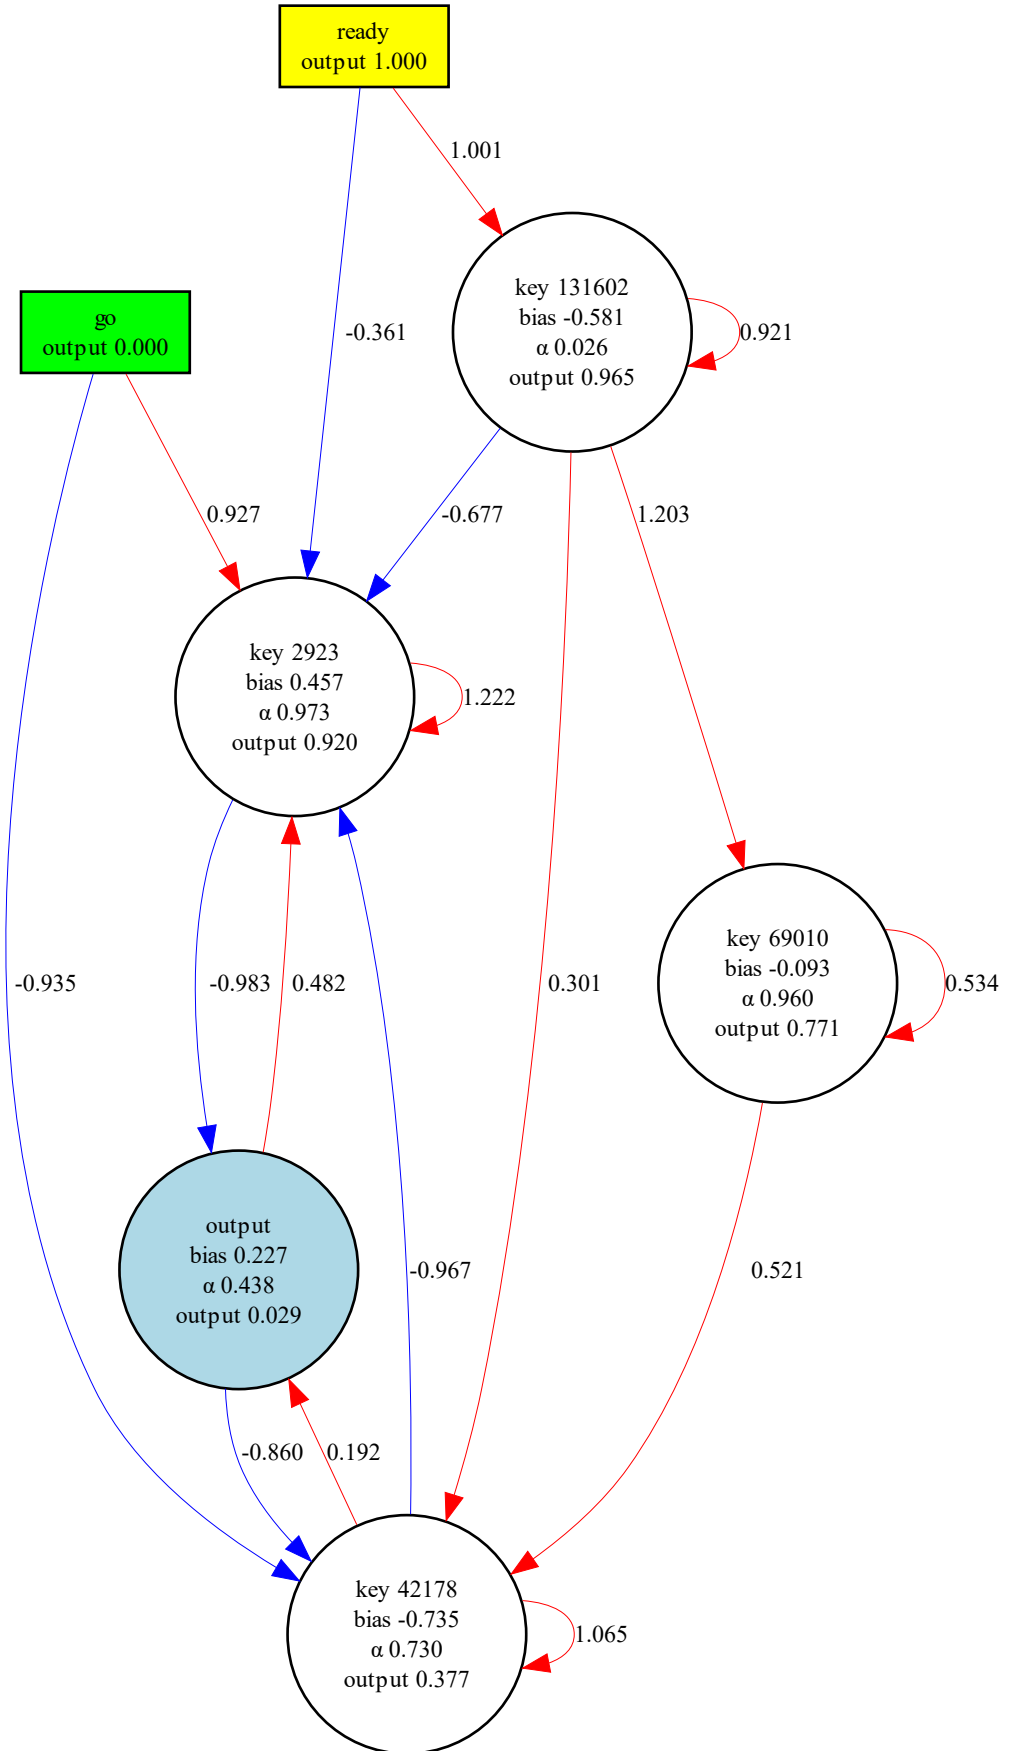 ready
output 1.000
1.001
key 131602
bias -0.581
α 0.026
output 0.965
0.921
go
output 0.000
-0.361
0.927
-0.677
1.203
key 2923
bias 0.457
α 0.973
output 0.920
1.222
key 69010
bias -0.093
α 0.960
output 0.771
0.534
-0.935
-0.983
0.482
0.301
output
bias 0.227
α 0.438
output 0.029
-0.967
0.521
-0.860
0.192
key 42178
bias -0.735
α 0.730
output 0.377
1.065